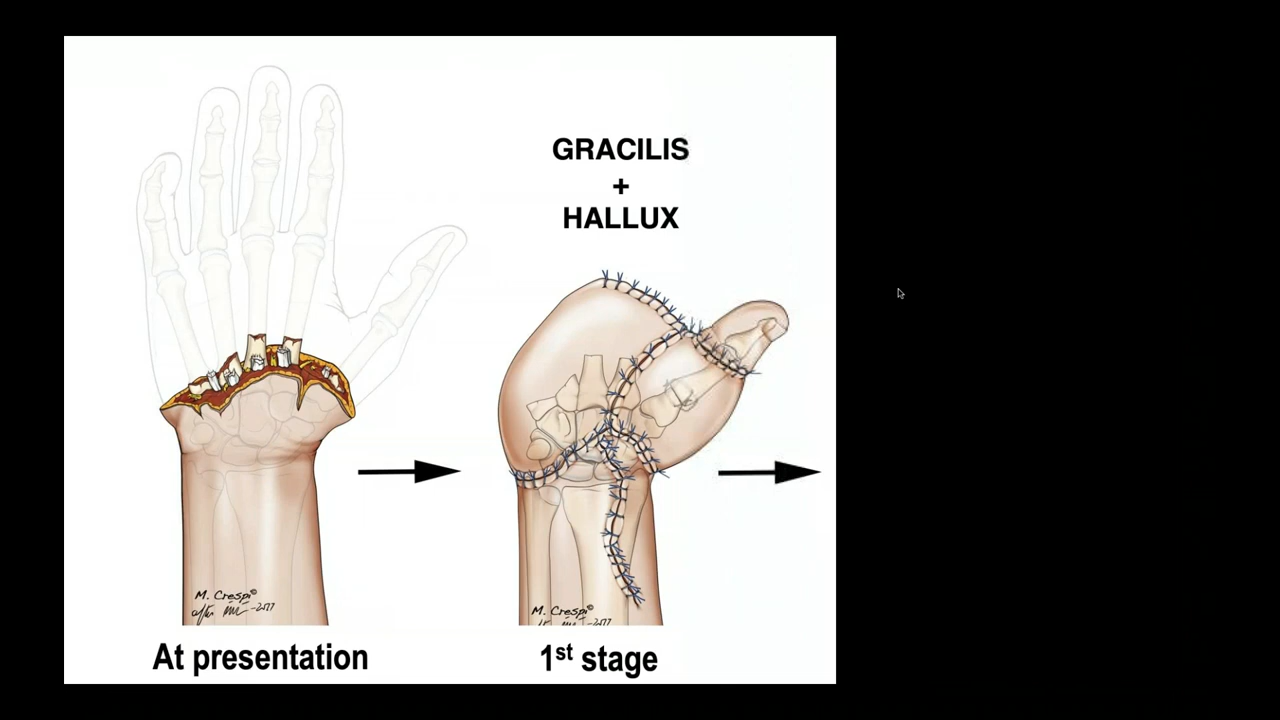 GRACILIS
+
HALLUX
M. Crespi©
M. Crespi©
At presentation
1st stage